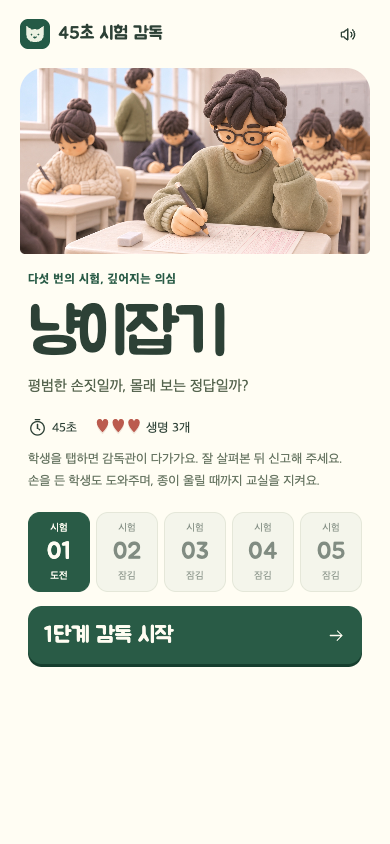 45초 시험 감독
다섯 번의 시험, 깊어지는 의심
냥이잡기
평범한 손짓일까, 몰래 보는 정답일까?
45초 생명 3개
학생을 탭하면 감독관이 다가가요. 잘 살펴본 뒤 신고해 주세요.
손을 든 학생도 도와주며, 종이 울릴 때까지 교실을 지켜요.
시험 시험 시험 시험 시험
01 02 03 04 05
도전 잠김 잠김 잠김 잠김
1단계 감독 시작